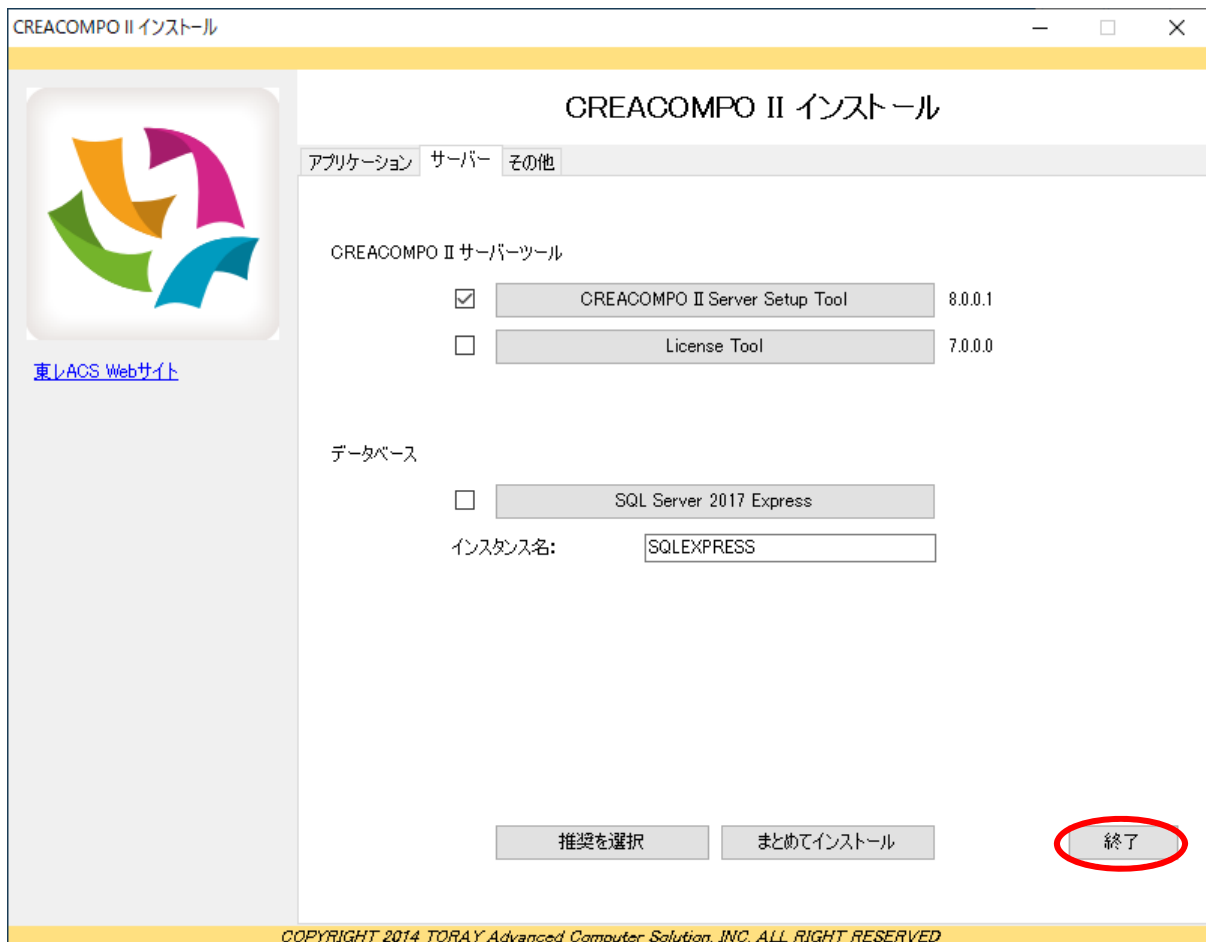 CREACOMPO II インストール
CREACOMPO II インストール
アプリケーション サーバー その他
東レACS Webサイト
CREACOMPO II サーバーツール
CREACOMPO II Server Setup Tool 8.0.0.1
License Tool 7.0.0.0
データベース
SQL Server 2017 Express
インスタンス名: SQLEXPRESS
推奨を選択 まとめてインストール 終了
COPYRIGHT 2014 TORAY Advanced Computer Solution, INC. ALL RIGHT RESERVED